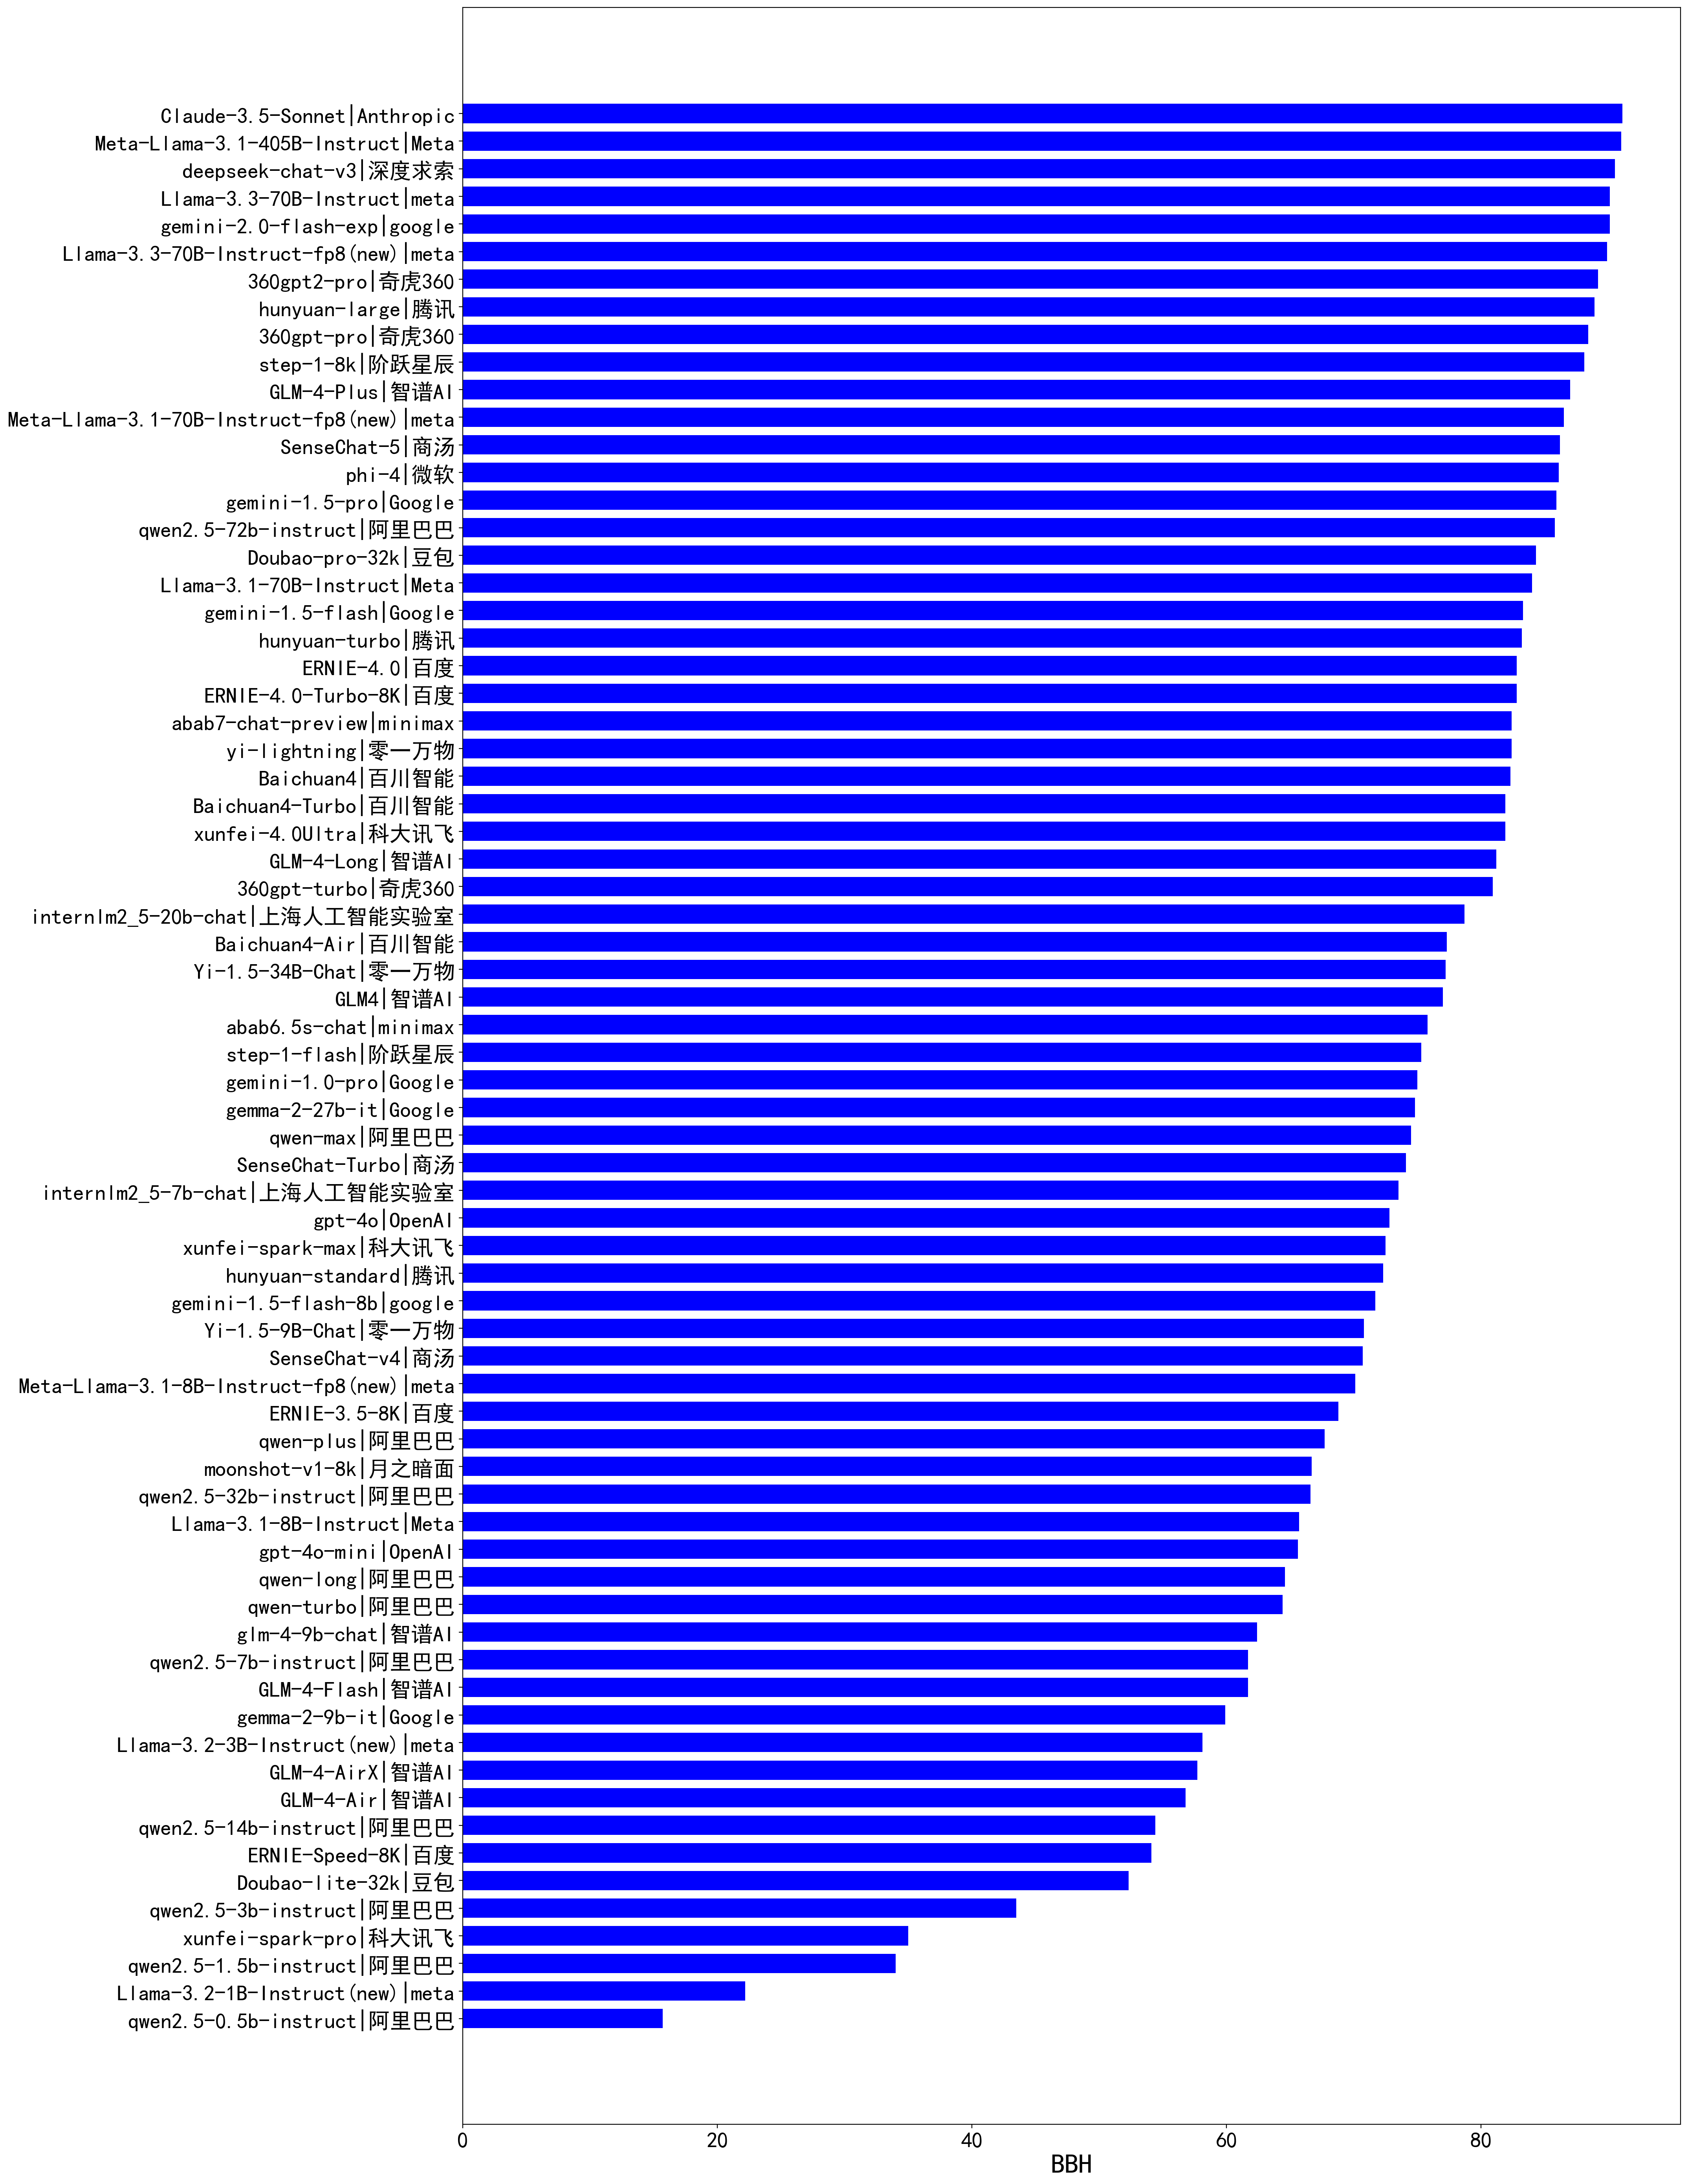 Claude-3.5-Sonnet|Anthropic
Meta-Llama-3.1-405B-Instruct|Meta
deepseek-chat-v3|深度求索
Llama-3.3-70B-Instruct|meta
gemini-2.0-flash-exp|google
Llama-3.3-70B-Instruct-fp8(new)|meta
360gpt2-pro|奇虎360
hunyuan-large|腾讯
360gpt-pro|奇虎360
step-1-8k|阶跃星辰
GLM-4-Plus|智谱AI
Meta-Llama-3.1-70B-Instruct-fp8(new)|meta
SenseChat-5|商汤
phi-4|微软
gemini-1.5-pro|Google
qwen2.5-72b-instruct|阿里巴巴
Doubao-pro-32k|豆包
Llama-3.1-70B-Instruct|Meta
gemini-1.5-flash|Google
hunyuan-turbo|腾讯
ERNIE-4.0|百度
ERNIE-4.0-Turbo-8K|百度
abab7-chat-preview|minimax
yi-lightning|零一万物
Baichuan4|百川智能
Baichuan4-Turbo|百川智能
xunfei-4.0Ultra|科大讯飞
GLM-4-Long|智谱AI
360gpt-turbo|奇虎360
internlm2_5-20b-chat|上海人工智能实验室
Baichuan4-Air|百川智能
Yi-1.5-34B-Chat|零一万物
GLM4|智谱AI
abab6.5s-chat|minimax
step-1-flash|阶跃星辰
gemini-1.0-pro|Google
gemma-2-27b-it|Google
qwen-max|阿里巴巴
SenseChat-Turbo|商汤
internlm2_5-7b-chat|上海人工智能实验室
gpt-4o|OpenAI
xunfei-spark-max|科大讯飞
hunyuan-standard|腾讯
gemini-1.5-flash-8b|google
Yi-1.5-9B-Chat|零一万物
SenseChat-v4|商汤
Meta-Llama-3.1-8B-Instruct-fp8(new)|meta
ERNIE-3.5-8K|百度
qwen-plus|阿里巴巴
moonshot-v1-8k|月之暗面
qwen2.5-32b-instruct|阿里巴巴
Llama-3.1-8B-Instruct|Meta
gpt-4o-mini|OpenAI
qwen-long|阿里巴巴
qwen-turbo|阿里巴巴
glm-4-9b-chat|智谱AI
qwen2.5-7b-instruct|阿里巴巴
GLM-4-Flash|智谱AI
gemma-2-9b-it|Google
Llama-3.2-3B-Instruct(new)|meta
GLM-4-AirX|智谱AI
GLM-4-Air|智谱AI
qwen2.5-14b-instruct|阿里巴巴
ERNIE-Speed-8K|百度
Doubao-lite-32k|豆包
qwen2.5-3b-instruct|阿里巴巴
xunfei-spark-pro|科大讯飞
qwen2.5-1.5b-instruct|阿里巴巴
Llama-3.2-1B-Instruct(new)|meta
qwen2.5-0.5b-instruct|阿里巴巴
0 20 40 60 80
BBH